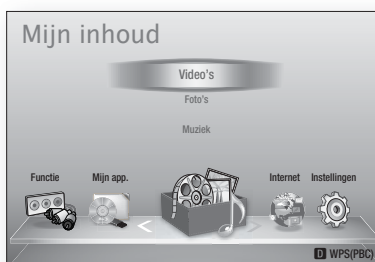 Mijn inhoud
Video's
Foto's
Muziek
Functie Mijn app. Internet Instellingen
D WPS(PBC)